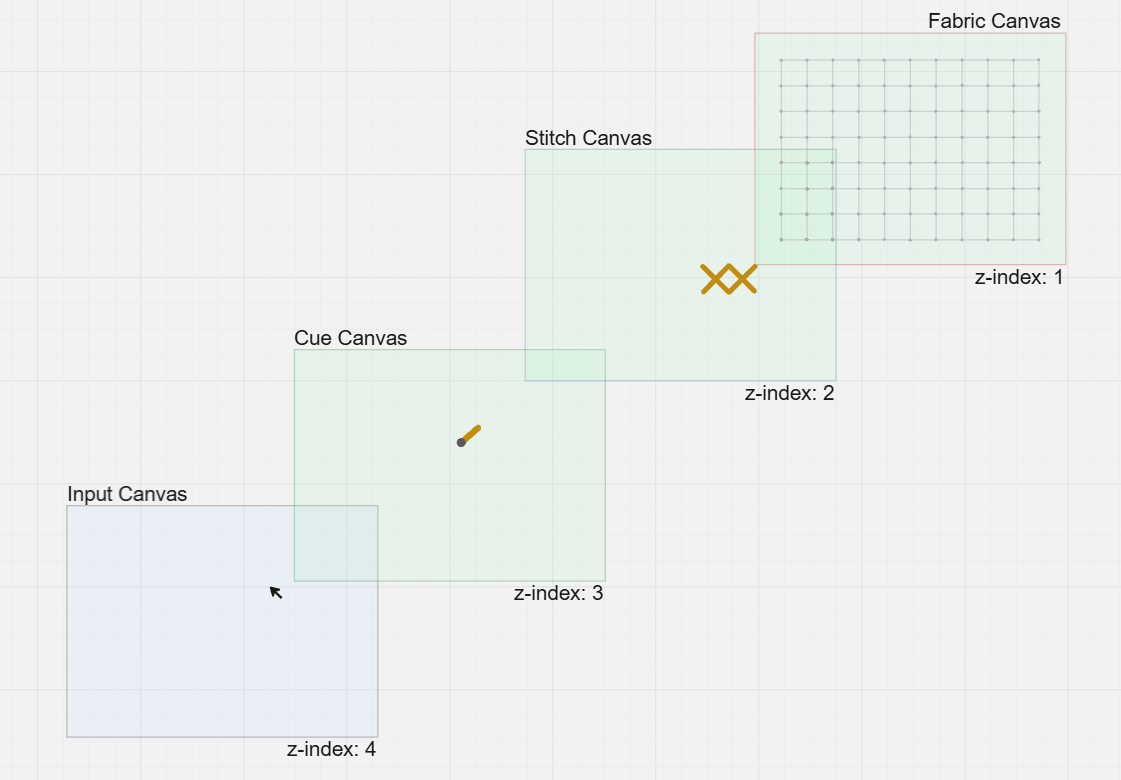 Fabric Canvas
Stitch Canvas
z-index: 1
Cue Canvas
z-index: 2
Input Canvas
z-index: 3
z-index: 4